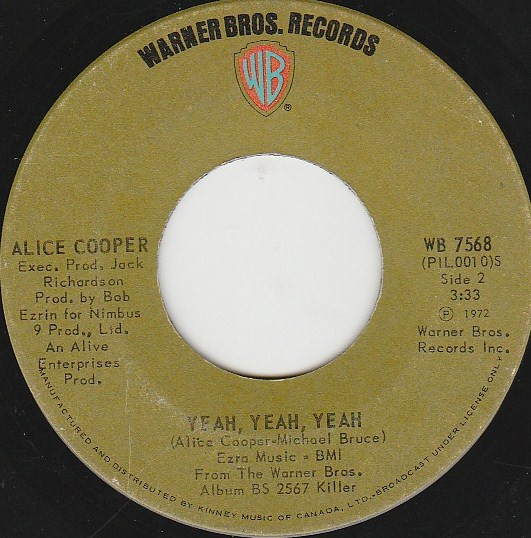 WARNER BROS. RECORDS
WB
®
ALICE COOPER
Exec. Prod. Jack
Richardson
Prod. by Bob
Ezrin for Nimbus
9 Prod., Ltd.
An Alive
Enterprises
Prod.
WB 7568
(PIL.0010)S
Side 2
3:33
Ⓟ 1972
Warner Bros.
Records Inc.
YEAH, YEAH, YEAH
(Alice Cooper-Michael Bruce)
Ezra Music - BMI
From The Warner Bros.
Album BS 2567 Killer
MANUFACTURED AND DISTRIBUTED BY KINNEY MUSIC OF CANADA, LTD.-BROADCAST UNDER LICENSE ONLY